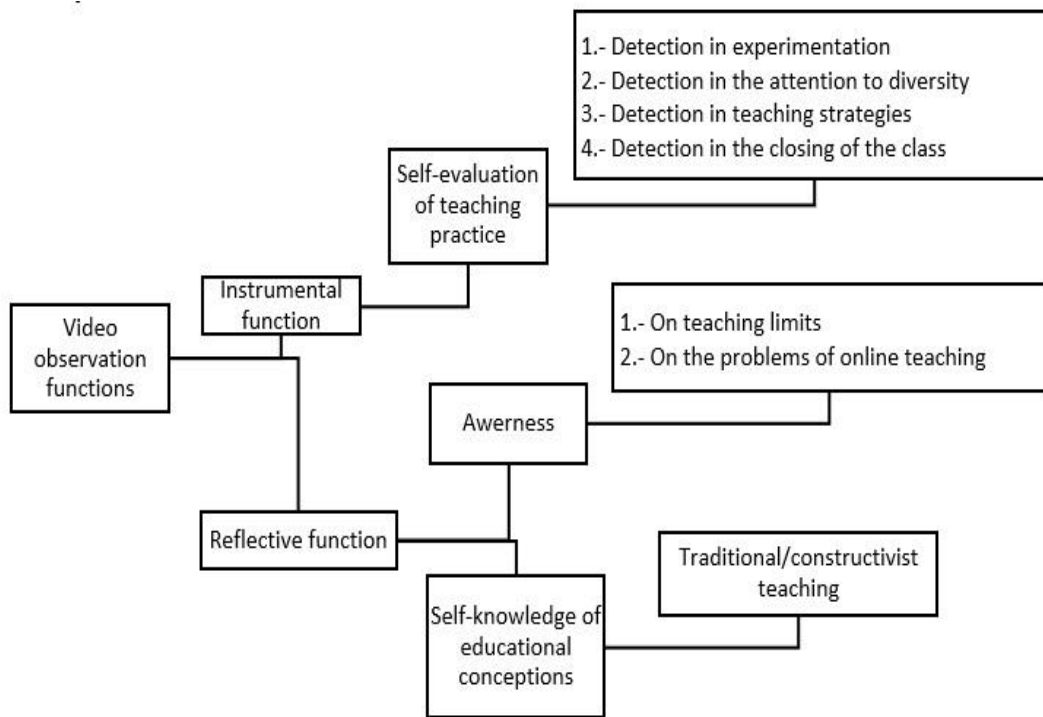 1.- Detection in experimentation
2.- Detection in the attention to diversity
3.- Detection in teaching strategies
4.- Detection in the closing of the class
Self-evaluation
of teaching
practice
Instrumental
function
Video
observation
functions
1.- On teaching limits
2.- On the problems of online teaching
Awerness
Reflective function
Traditional/constructivist
teaching
Self-knowledge of
educational
conceptions